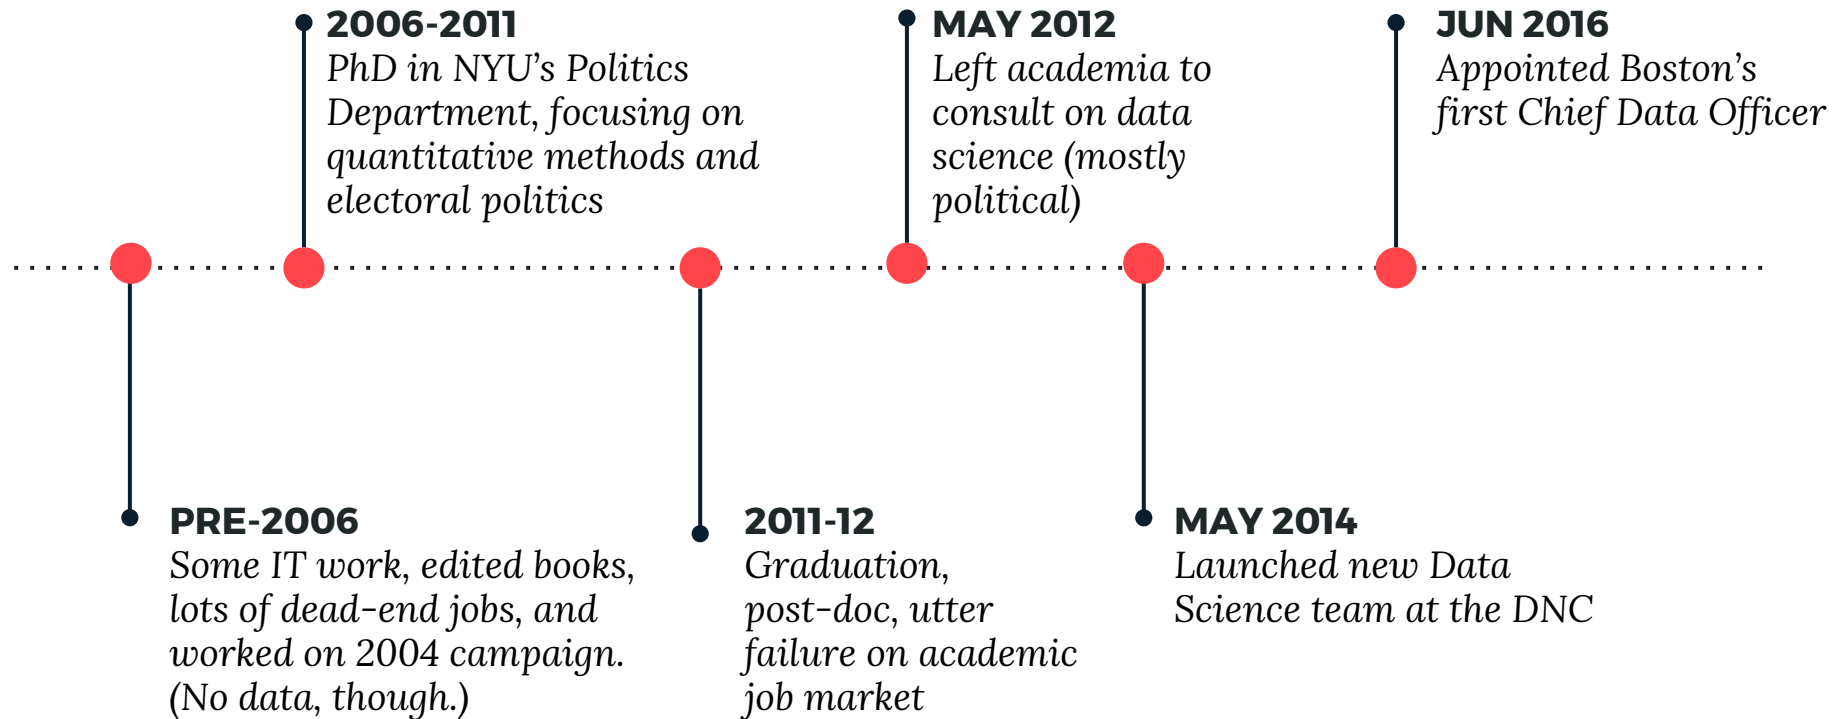 2006-2011
PhD in NYU’s Politics
Department, focusing on
quantitative methods and
electoral politics
MAY 2012
Left academia to
consult on data
science (mostly
political)
JUN 2016
Appointed Boston’s
first Chief Data Officer
PRE-2006
Some IT work, edited books,
lots of dead-end jobs, and
worked on 2004 campaign.
(No data, though.)
2011-12
Graduation,
post-doc, utter
failure on academic
job market
MAY 2014
Launched new Data
Science team at the DNC